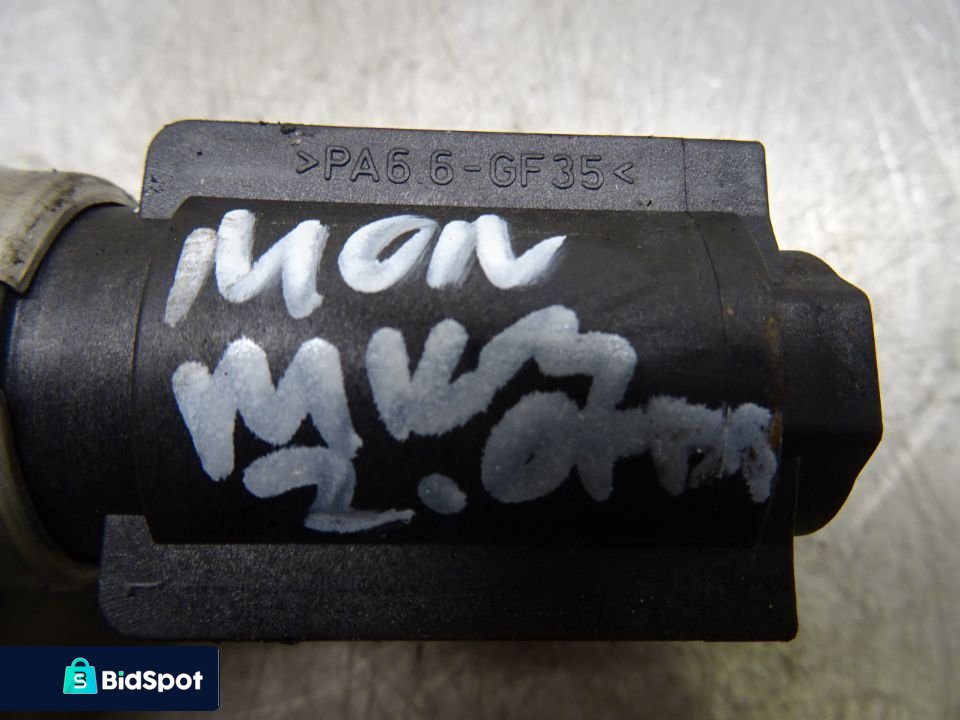 >PA6 6-GF35<
Mon
MK3
2.0
BidSpot